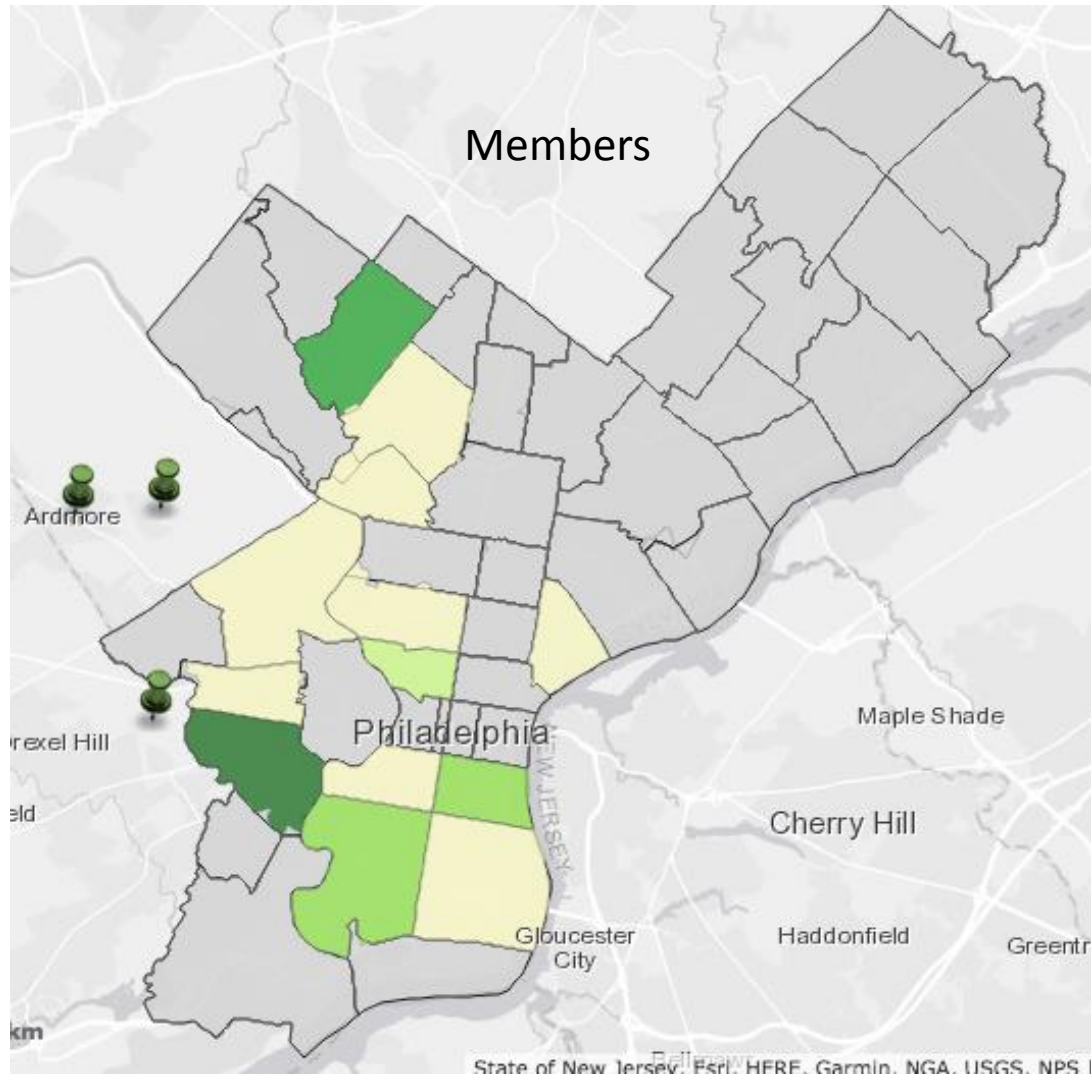 Members
Ardmore
Philadelphia
Maple Shade
rexel Hill
NEW JERSEY
eld
Cherry Hill
Gloucester
City
Haddonfield
Greentr
km
State of New Jersey, Esri, HERE, Garmin, NGA, USGS, NPS